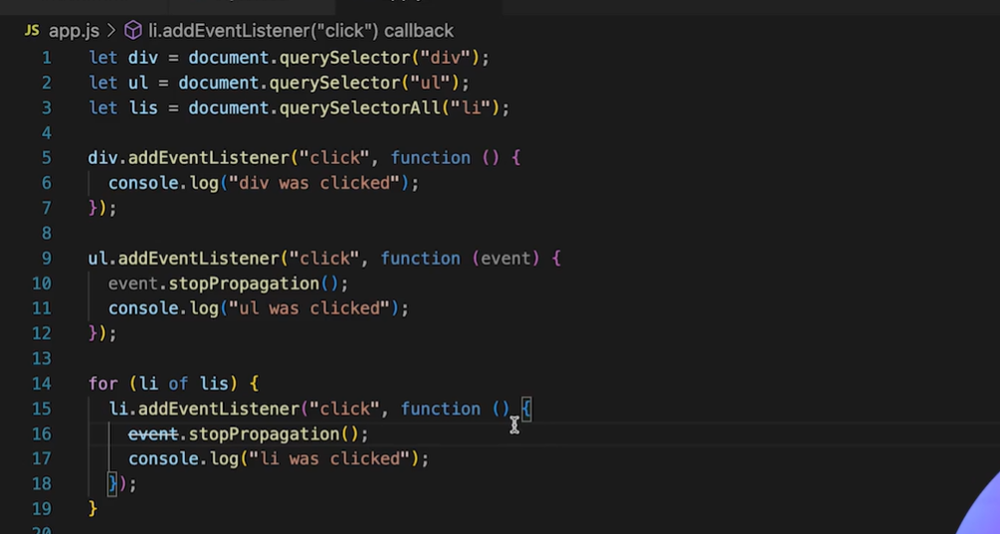 JS app.js > li.addEventListener("click") callback
1 let div = document.querySelector("div");
2 let ul = document.querySelector("ul");
3 let lis = document.querySelectorAll("li");
4
5 div.addEventListener("click", function () {
6 console.log("div was clicked");
7 });
8
9 ul.addEventListener("click", function (event) {
10 event.stopPropagation();
11 console.log("ul was clicked");
12 });
13
14 for (li of lis) {
15 li.addEventListener("click", function () {
16 event.stopPropagation();
17 console.log("li was clicked");
18 });
19 }
20